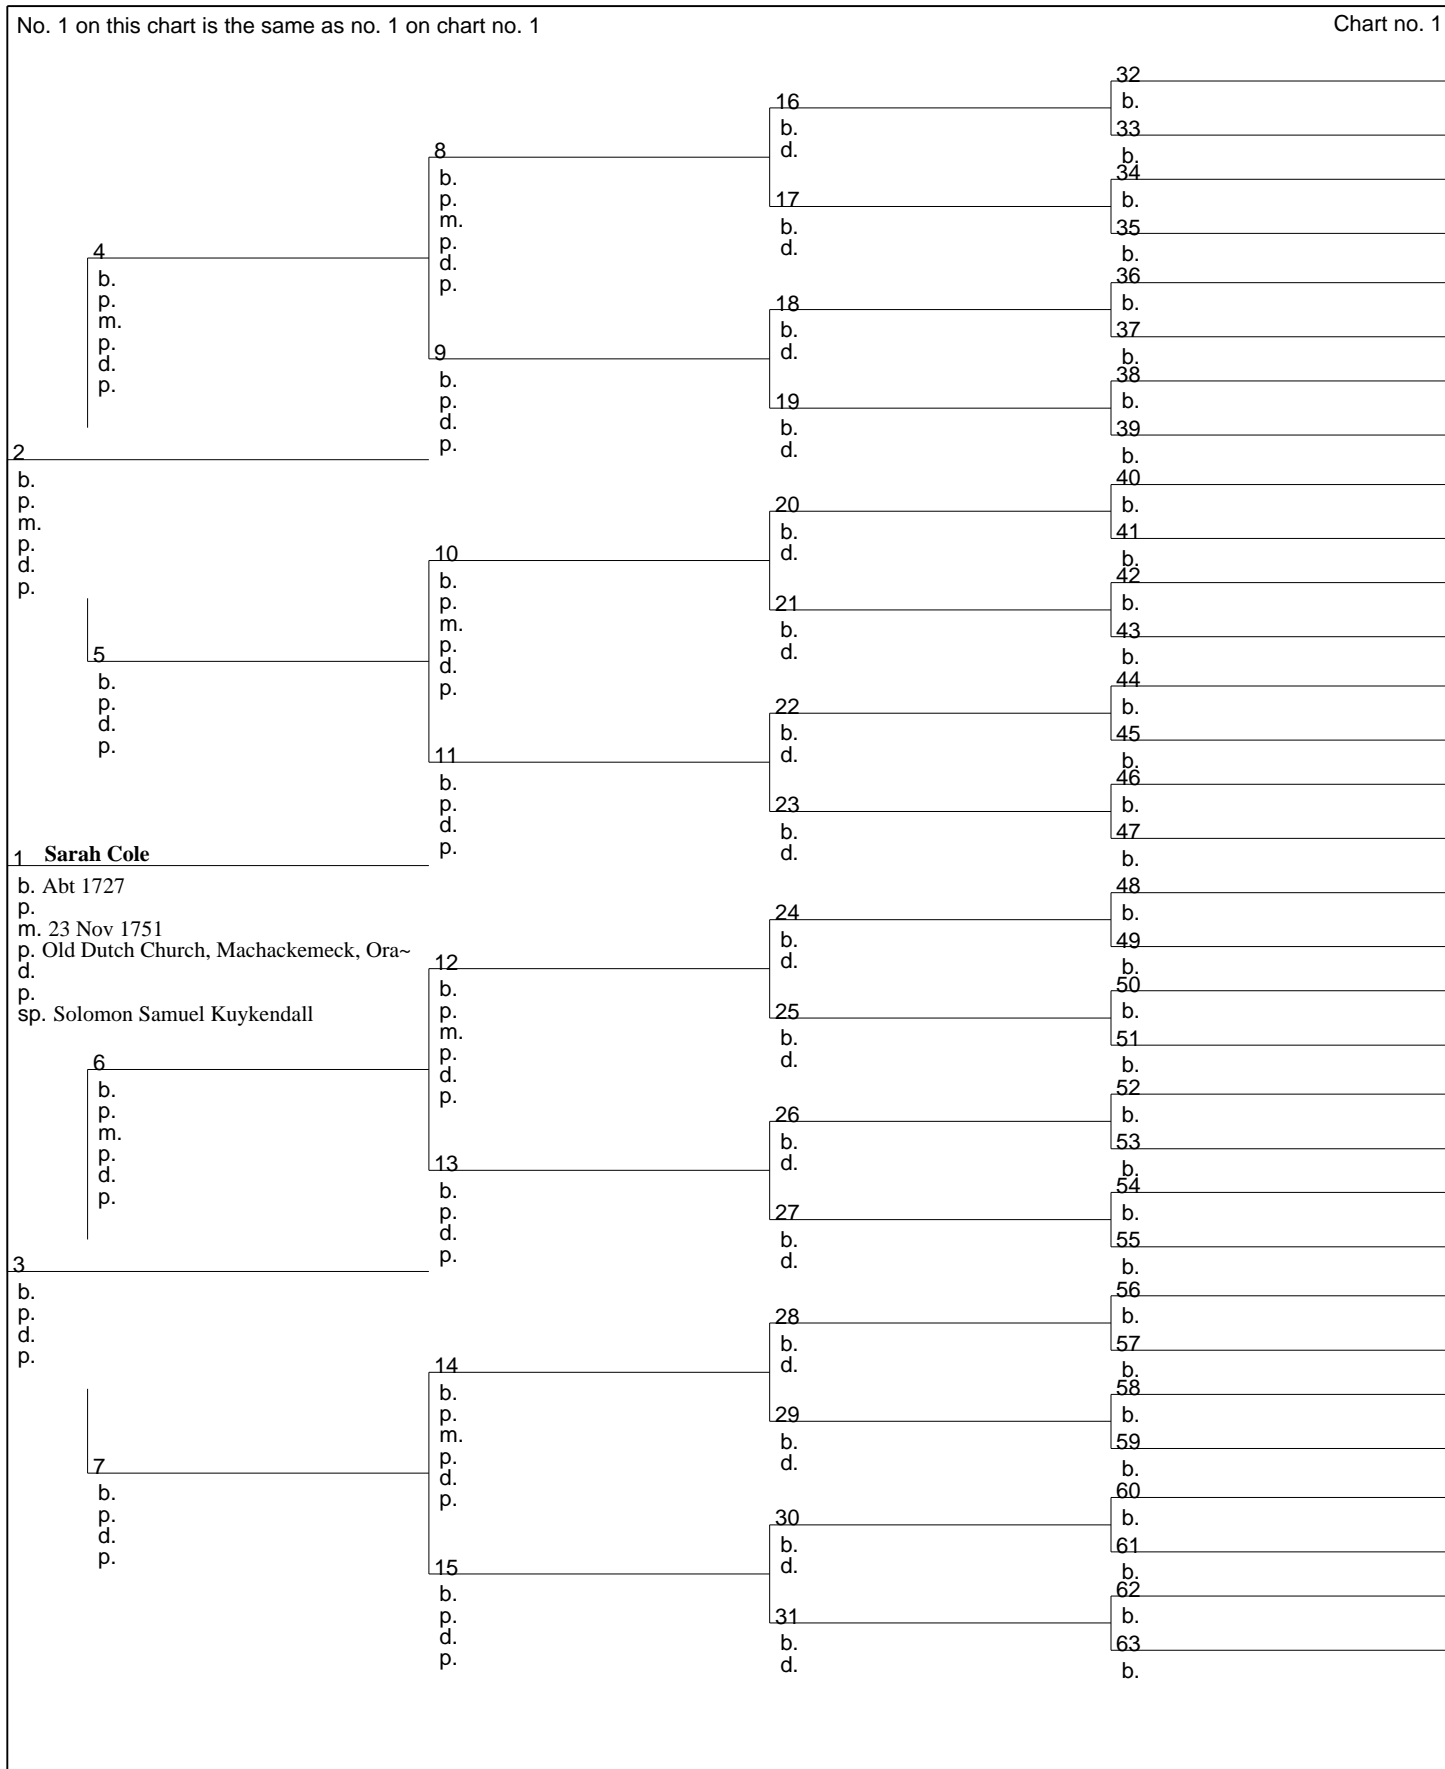 No. 1 on this chart is the same as no. 1 on chart no. 1
Chart no. 1
2
b.
p.
m.
p.
d.
p.
1 Sarah Cole
b. Abt 1727
p.
m. 23 Nov 1751
p. Old Dutch Church, Machackemeck, Ora~
d.
p.
sp. Solomon Samuel Kuykendall
3
b.
p.
d.
p.
4
b.
p.
m.
p.
d.
p.
5
b.
p.
d.
p.
6
b.
p.
m.
p.
d.
p.
7
b.
p.
d.
p.
8
b.
p.
m.
p.
d.
p.
9
b.
p.
d.
p.
10
b.
p.
m.
p.
d.
p.
11
b.
p.
d.
p.
12
b.
p.
m.
p.
d.
p.
13
b.
p.
d.
p.
14
b.
p.
m.
p.
d.
p.
15
b.
p.
d.
p.
16
b.
d.
17
b.
d.
18
b.
d.
19
b.
d.
20
b.
d.
21
b.
d.
22
b.
d.
23
b.
d.
24
b.
d.
25
b.
d.
26
b.
d.
27
b.
d.
28
b.
d.
29
b.
d.
30
b.
d.
31
b.
d.
32
b.
33
b.
34
b.
35
b.
36
b.
37
b.
38
b.
39
b.
40
b.
41
b.
42
b.
43
b.
44
b.
45
b.
46
b.
47
b.
48
b.
49
b.
50
b.
51
b.
52
b.
53
b.
54
b.
55
b.
56
b.
57
b.
58
b.
59
b.
60
b.
61
b.
62
b.
63
b.